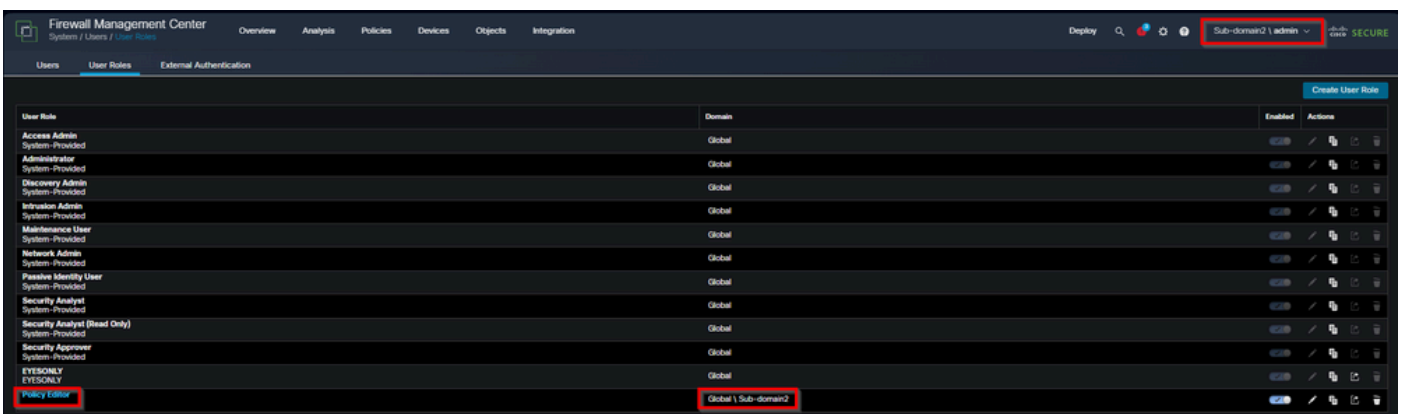 Firewall Management Center
System / Users / User Roles
Overview Analysis Policies Devices Objects Integration
Deploy 3 Sub-domain2 \ admin cisco SECURE
Users User Roles External Authentication
Create User Role
User Role Domain Enabled Actions
Access Admin
System-Provided
Global
Administrator
System-Provided
Global
Discovery Admin
System-Provided
Global
Intrusion Admin
System-Provided
Global
Maintenance User
System-Provided
Global
Network Admin
System-Provided
Global
Passive Identity User
System-Provided
Global
Security Analyst
System-Provided
Global
Security Analyst (Read Only)
System-Provided
Global
Security Approver
System-Provided
Global
EYESONLY
EYESONLY
Global
Policy Editor
Global \ Sub-domain2